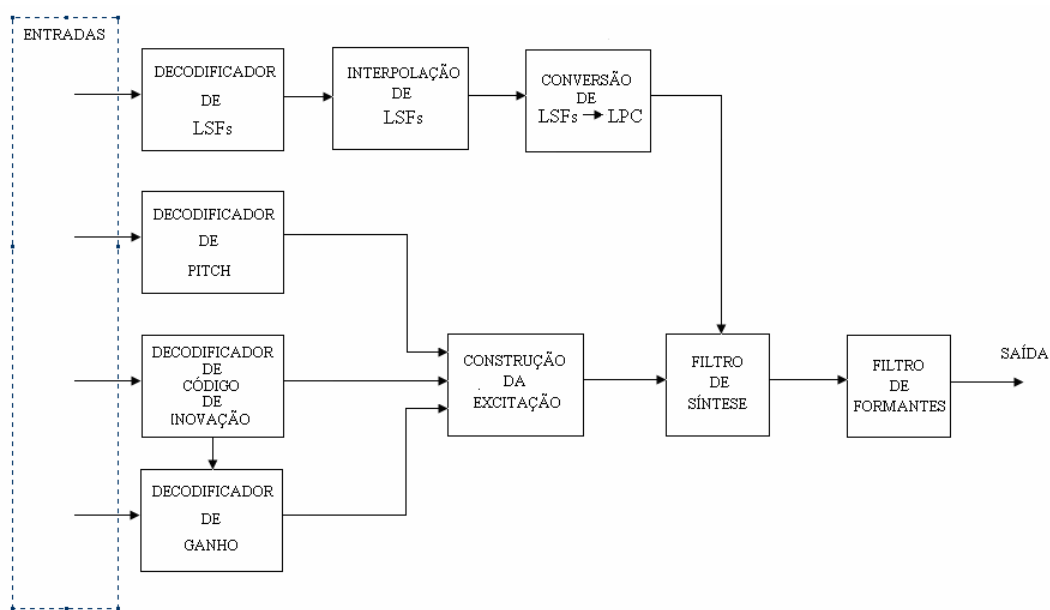 ENTRADAS
DECODIFICADOR
DE
LSFs
INTERPOLAÇÃO
DE
LSFs
CONVERSÃO
DE
LSFs → LPC
DECODIFICADOR
DE
PITCH
DECODIFICADOR
DE
CÓDIGO
DE
INOVAÇÃO
CONSTRUÇÃO
DA
EXCITAÇÃO
FILTRO
DE
SÍNTESE
FILTRO
DE
FORMANTES
SAÍDA
DECODIFICADOR
DE
GANHO